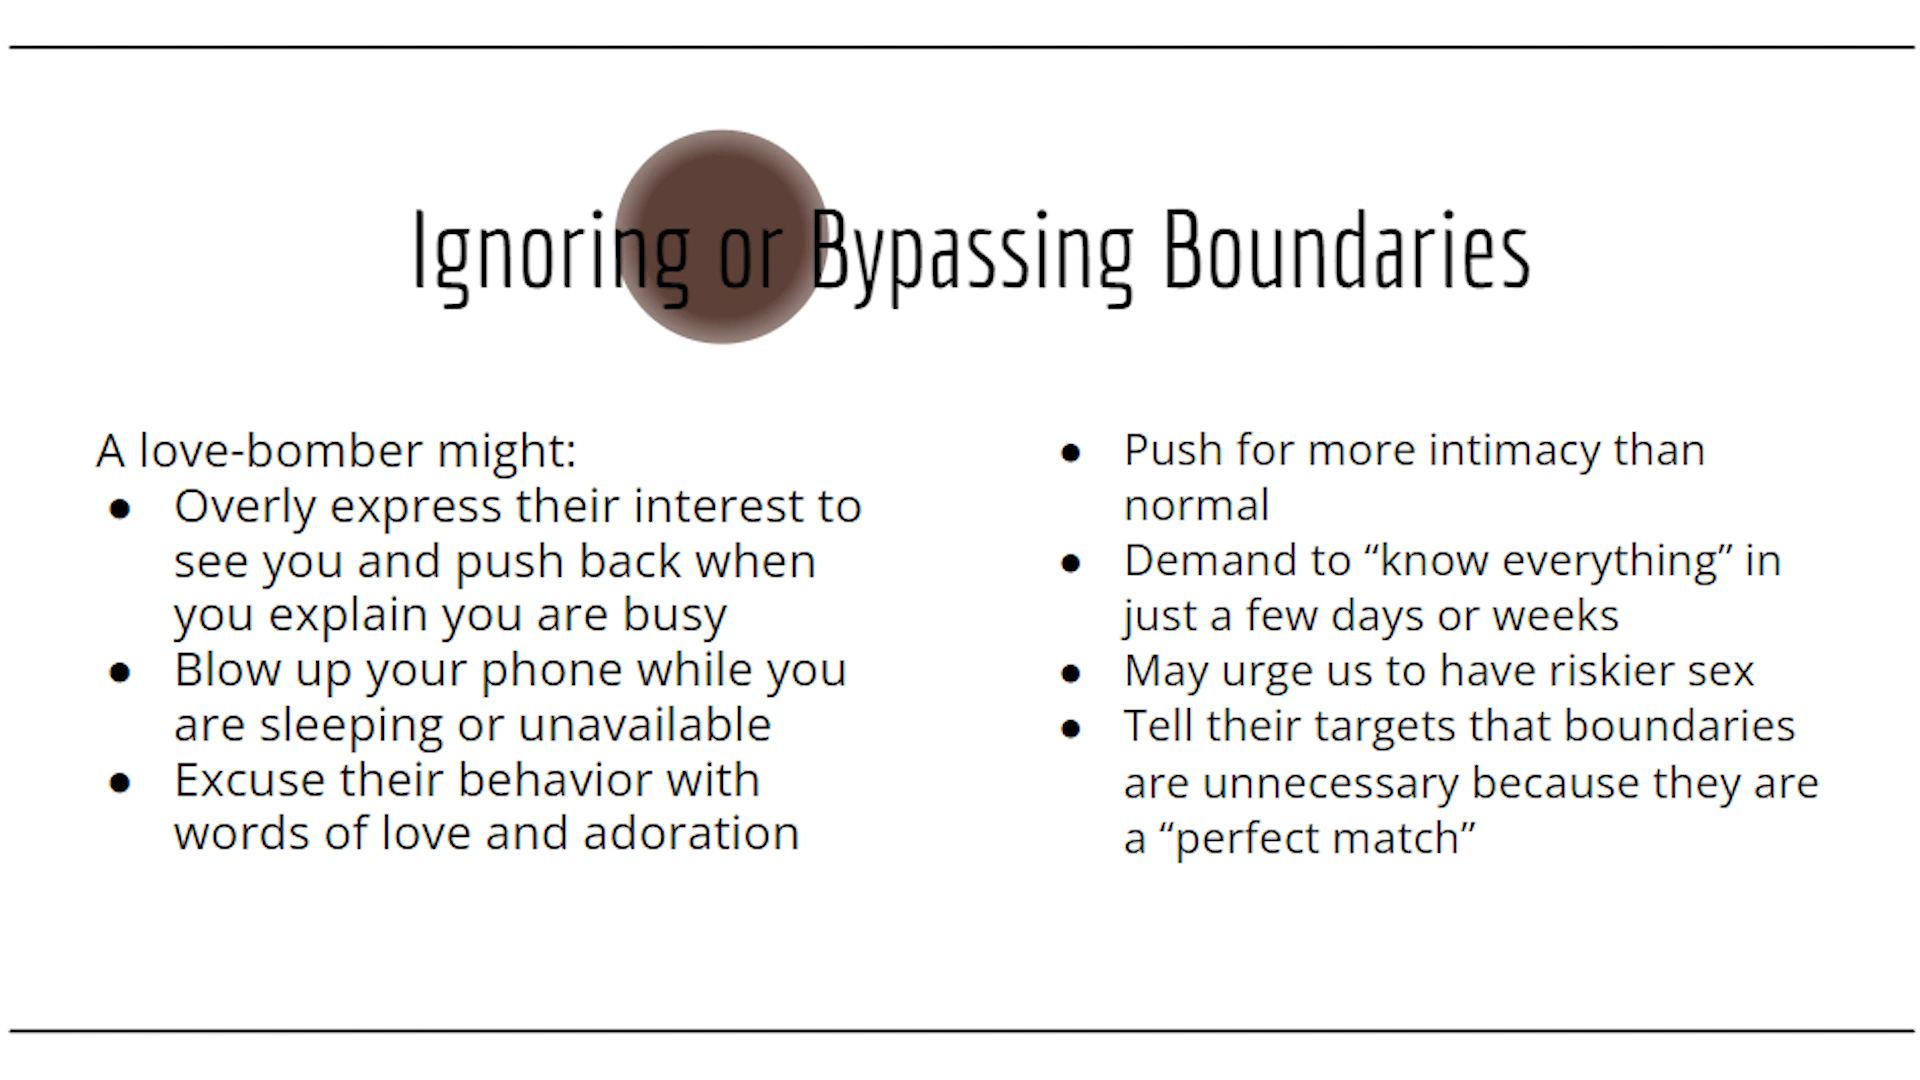 Ignoring or Bypassing Boundaries
A love-bomber might:
● Overly express their interest to
see you and push back when
you explain you are busy
● Blow up your phone while you
are sleeping or unavailable
● Excuse their behavior with
words of love and adoration
● Push for more intimacy than
normal
● Demand to “know everything” in
just a few days or weeks
● May urge us to have riskier sex
● Tell their targets that boundaries
are unnecessary because they are
a “perfect match”